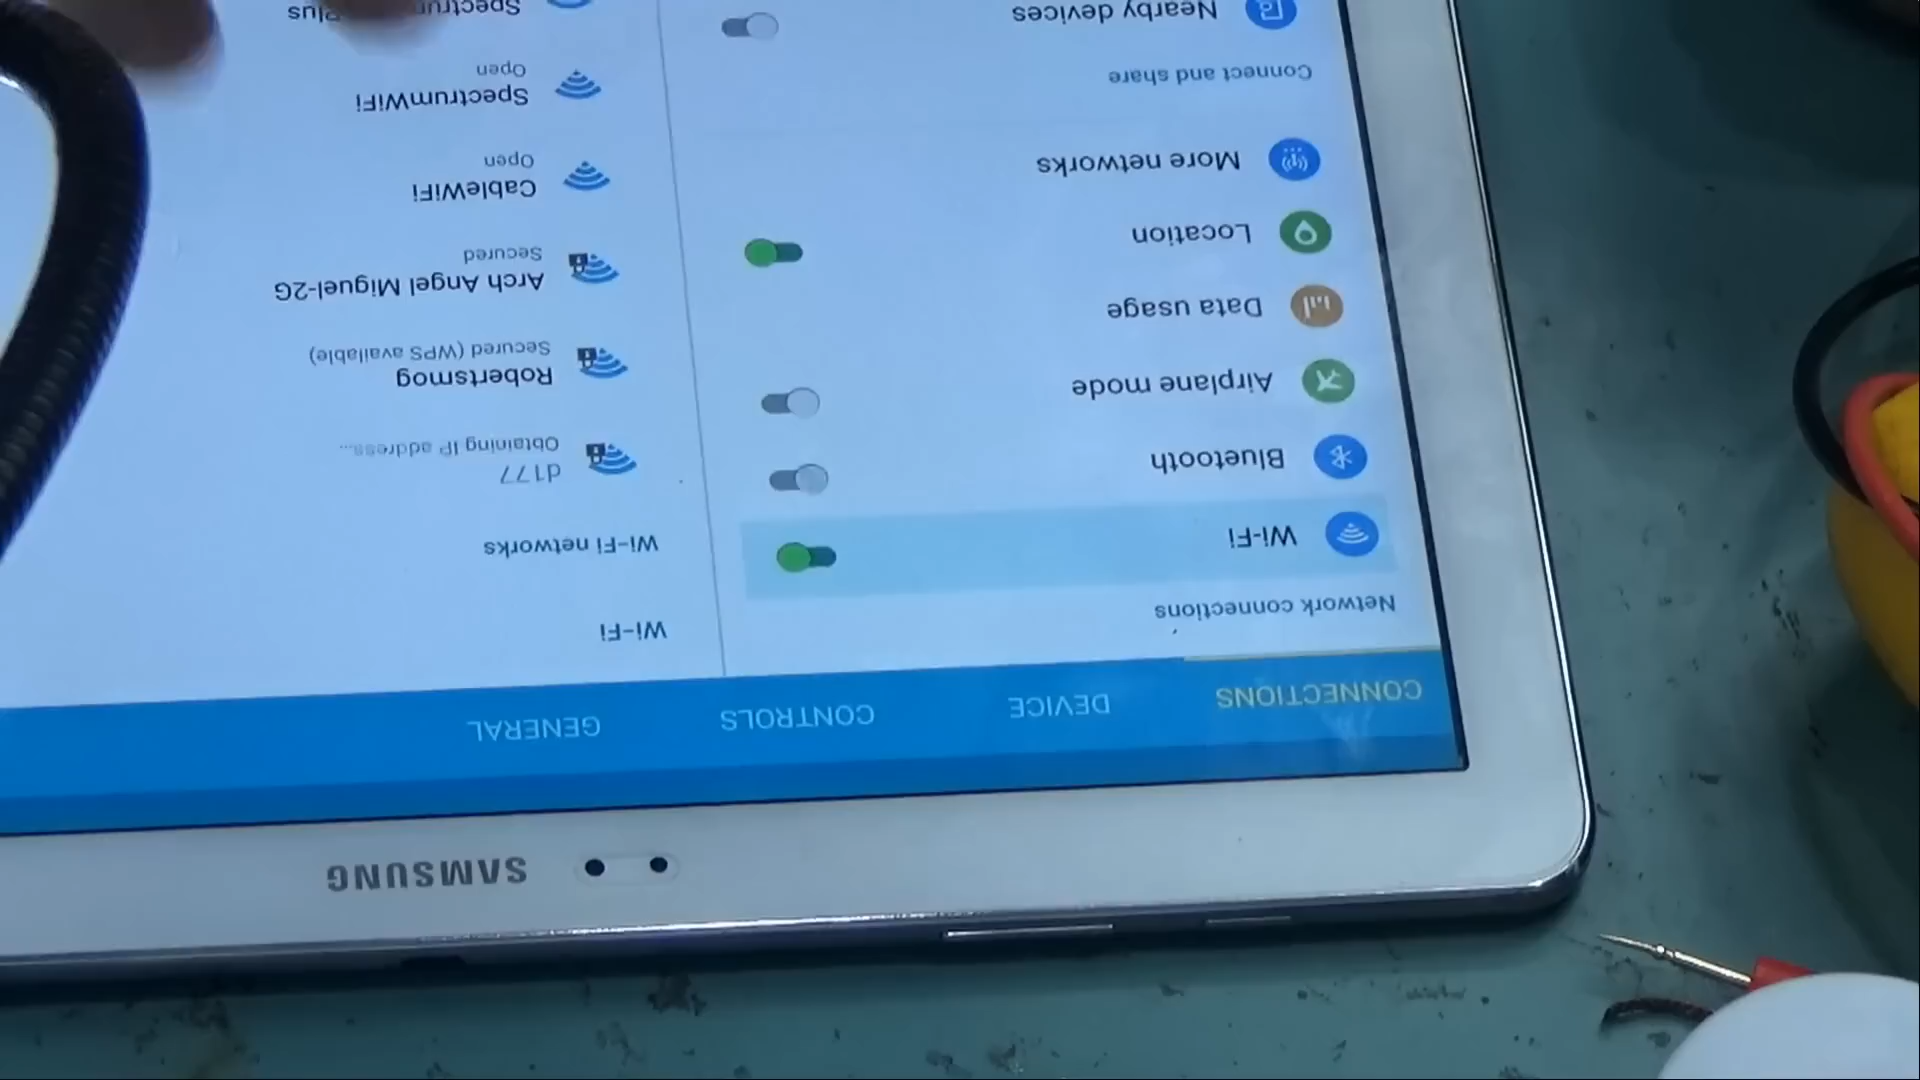 SAMSUNG
CONNECTIONS
DEVICE
CONTROLS
GENERAL
Network connections
Wi-Fi
Bluetooth
Airplane mode
Data usage
Location
More networks
Connect and share
Nearby devices
Wi-Fi
Wi-Fi networks
d177
Obtaining IP address...
Robertsmog
Secured (WPS available)
Arch Angel Miguel-2G
Secured
CableWiFi
Open
SpectrumWiFi
Open
Spectrum
Plus